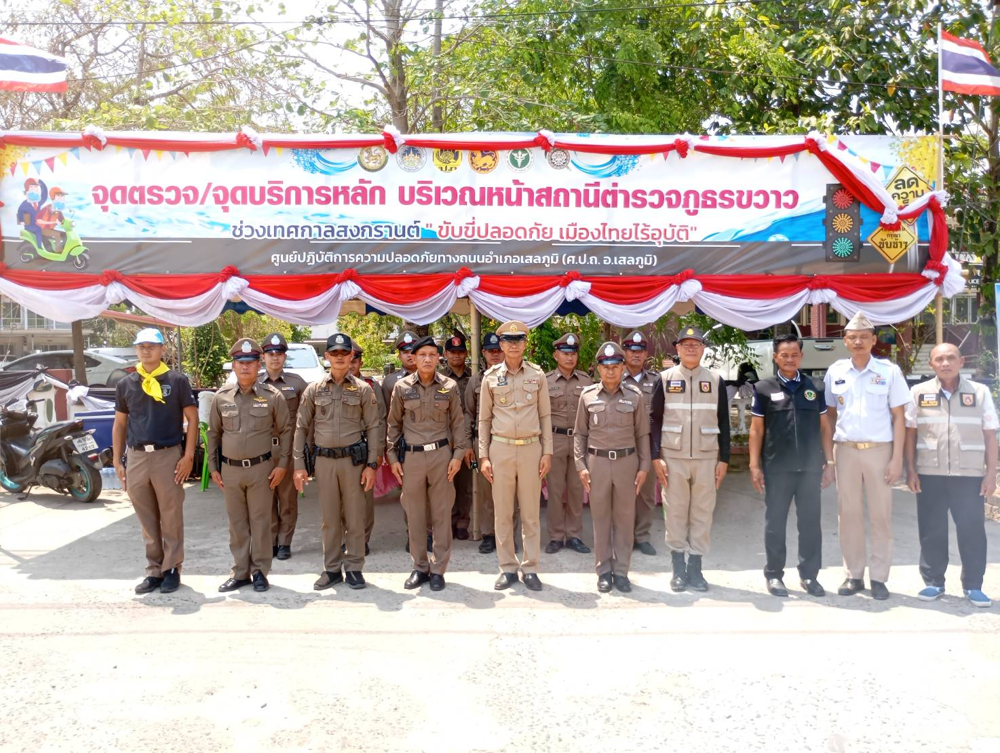 จุดตรวจ/จุดบริการหลัก บริเวณหน้าสถานีตำรวจภูธรขวาว
ช่วงเทศกาลสงกรานต์ " ขับขี่ปลอดภัย เมืองไทยไร้อุบัติ"
ศูนย์ปฏิบัติการความปลอดภัยทางถนนอำเภอเสลภูมิ (ศ.ป.ถ. อ.เสลภูมิ)
ลด
ความ
กรุณา
ขับช้าๆ
ปภ